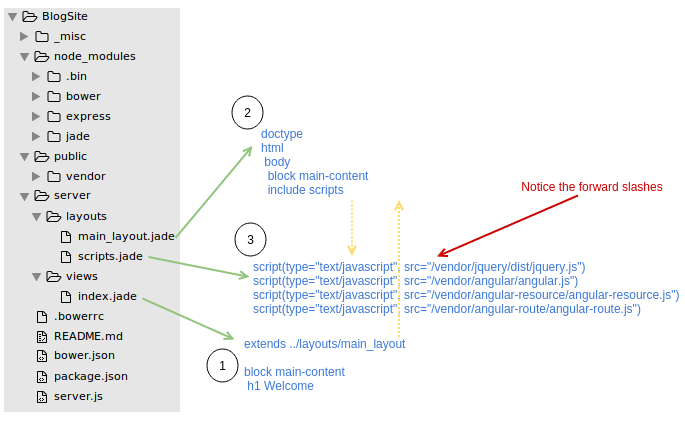 BlogSite
_misc
node_modules
.bin
bower
express
jade
public
vendor
server
layouts
main_layout.jade
scripts.jade
views
index.jade
.bowerrc
README.md
bower.json
package.json
server.js
2
doctype
html
body
block main-content
include scripts
Notice the forward slashes
3
script(type="text/javascript" src="/vendor/jquery/dist/jquery.js")
script(type="text/javascript" src="/vendor/angular/angular.js")
script(type="text/javascript" src="/vendor/angular-resource/angular-resource.js")
script(type="text/javascript" src="/vendor/angular-route/angular-route.js")
extends ../layouts/main_layout
1
block main-content
h1 Welcome